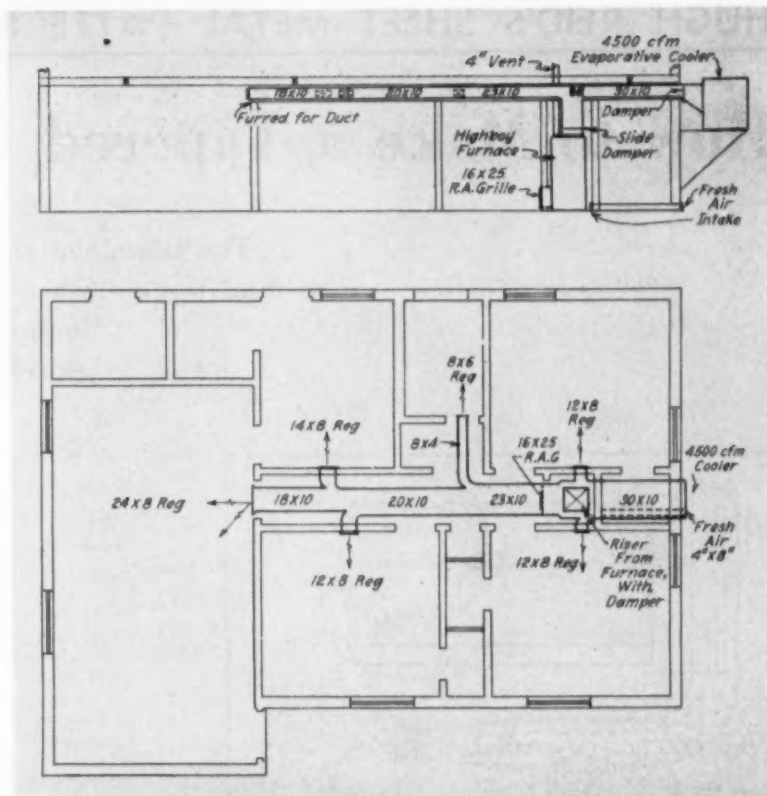 4500 cfm
Evaporative Cooler
4" Vent
18X10
20X10
23X10
30X10
Furred for Duct
Damper
Highboy
Furnace
Slide
Damper
16X25
R.A.Grille
Fresh
Air
Intake
8X6
Reg
14X8 Reg
8X4
12X8
Reg
16X25
R.A.G
4500 cfm
Cooler
24X8 Reg
18X10
20X10
23X10
30X10
Fresh
Air
4"X8"
12X8 Reg
12X8 Reg
Riser
From
Furnace,
With
Damper